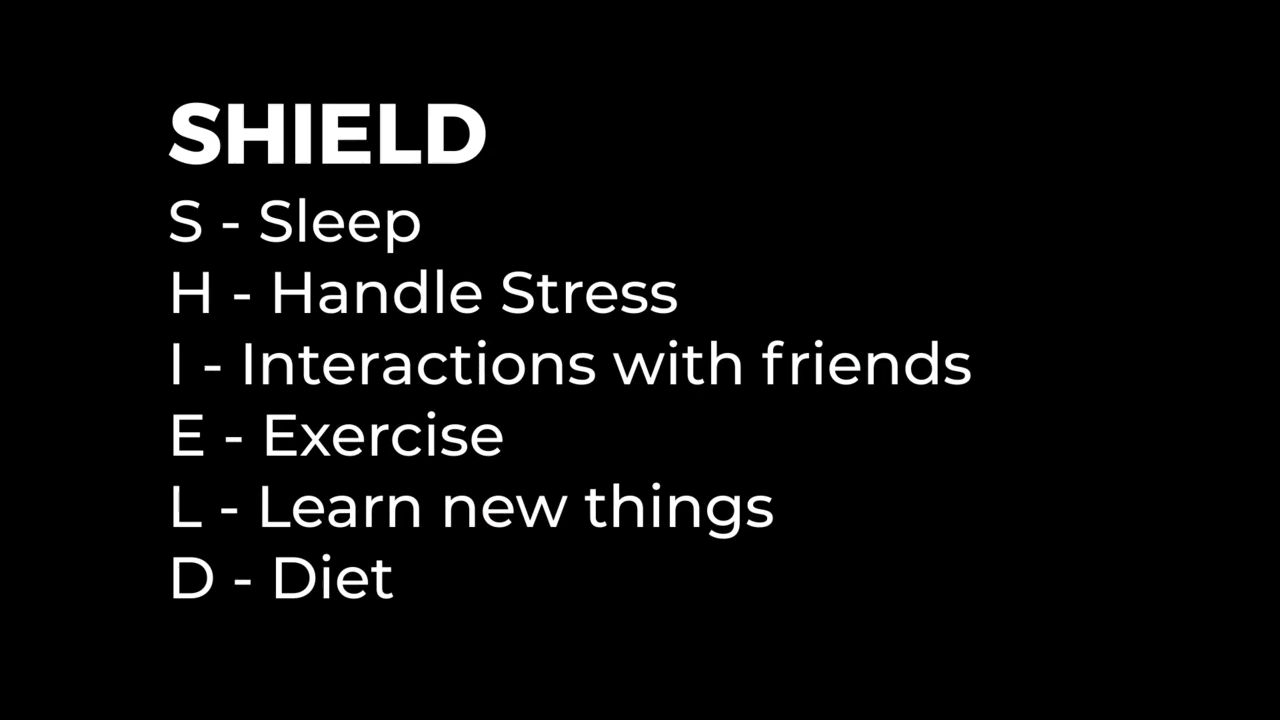 SHIELD
S - Sleep
H - Handle Stress
I - Interactions with friends
E - Exercise
L - Learn new things
D - Diet